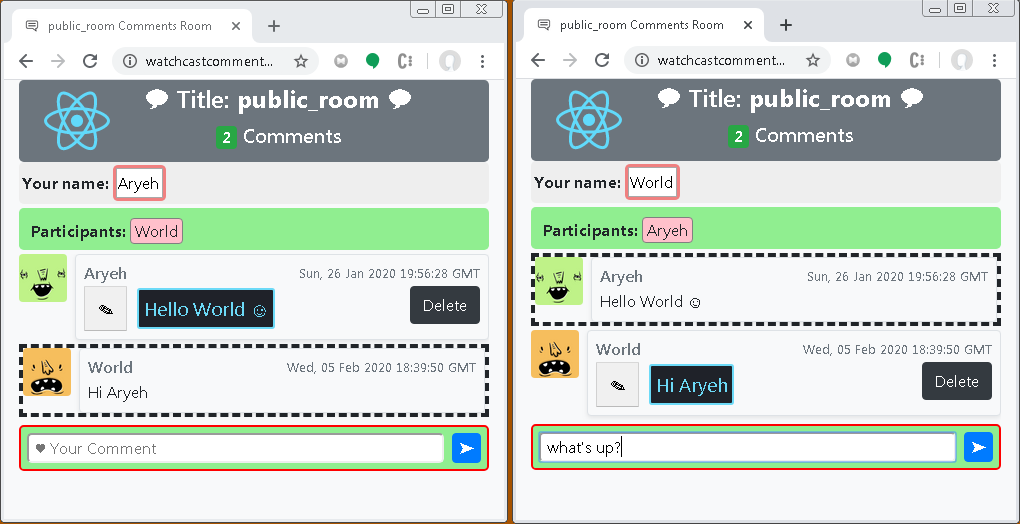 public_room Comments Room
watchcastcomment...
Title: public_room
2 Comments
Your name: Aryeh
Participants: World
Aryeh
Sun, 26 Jan 2020 19:56:28 GMT
Hello World ☺
Delete
World
Wed, 05 Feb 2020 18:39:50 GMT
Hi Aryeh
♥ Your Comment
public_room Comments Room
watchcastcomment...
Title: public_room
2 Comments
Your name: World
Participants: Aryeh
Aryeh
Sun, 26 Jan 2020 19:56:28 GMT
Hello World ☺
World
Wed, 05 Feb 2020 18:39:50 GMT
Hi Aryeh
Delete
what's up?